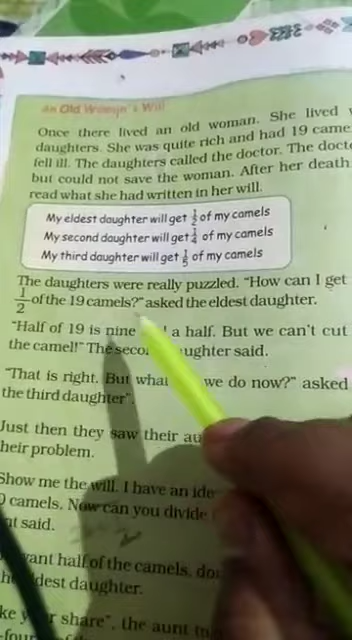 an Old Woman's Will
Once there lived an old woman. She lived
daughters. She was quite rich and had 19 came
fell ill. The daughters called the doctor. The doct
but could not save the woman. After her death
read what she had written in her will.
My eldest daughter will get 1/2 of my camels
My second daughter will get 1/4 of my camels
My third daughter will get 1/5 of my camels
The daughters were really puzzled. "How can I get
1/2 of the 19 camels?" asked the eldest daughter.
"Half of 19 is nine a half. But we can't cut
the camel!" The seco ughter said.
"That is right. But wha we do now?" asked
the third daughter".
Just then they saw their au
heir problem.
Show me the will. I have an ide
0 camels. Now can you divide
nt said.
want half of the camels, don
h ldest daughter.
ke y r share", the aunt